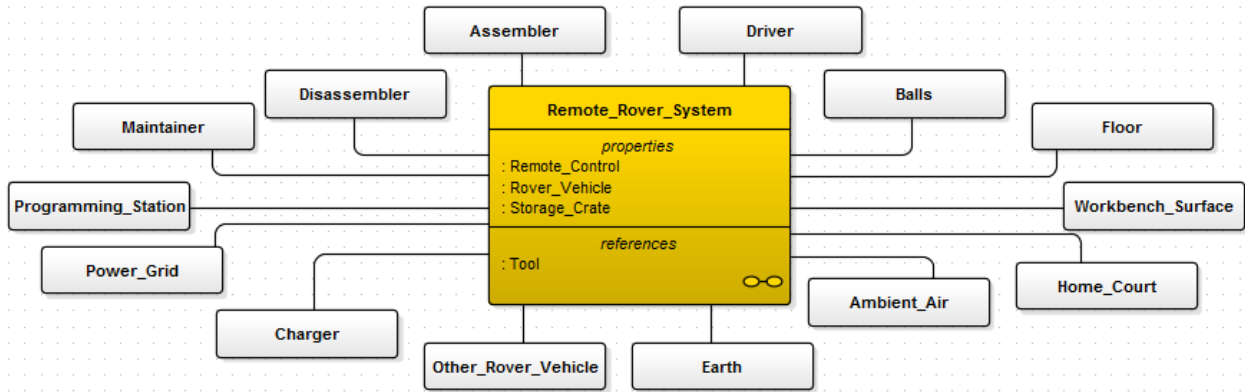 Assembler
Driver
Disassembler
Balls
Maintainer
Floor
Remote_Rover_System
properties
: Remote_Control
: Rover_Vehicle
: Storage_Crate
references
: Tool
Programming_Station
Workbench_Surface
Power_Grid
Home_Court
Charger
Ambient_Air
Other_Rover_Vehicle
Earth